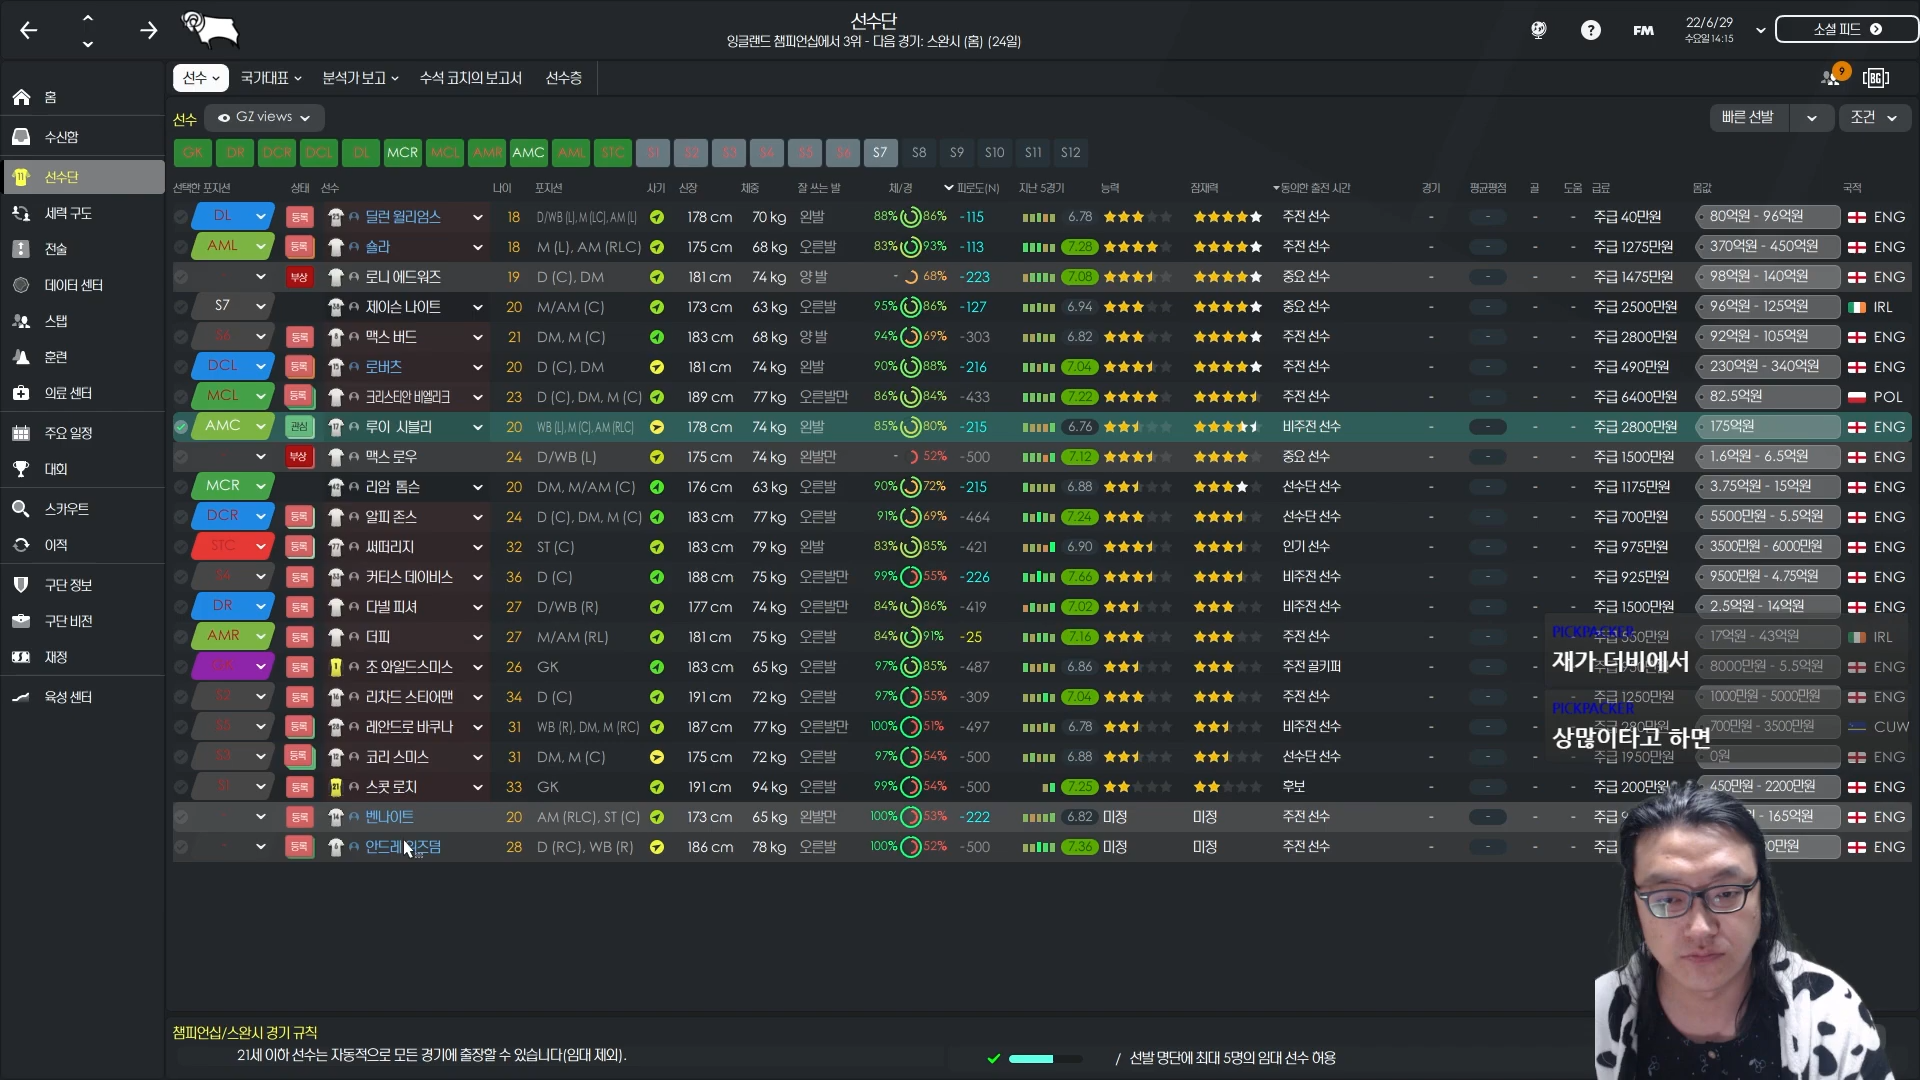 선수단
잉글랜드 챔피언십에서 3위 - 다음 경기: 스완시 (홈) (24일)
FM
22/6/29
수요일 14:15
소셜 피드
선수
국가대표
분석가 보고
수석 코치의 보고서
선수층
9
BG
홈
수신함
선수단
세력 구도
전술
데이터 센터
스탭
훈련
의료 센터
주요 일정
대회
스카우트
이적
구단 정보
구단 비전
재정
육성 센터
선수 GZ views
빠른 선발
조건
GK DR DCR DCL DL MCR MCL AMR AMC AML STC S1 S2 S3 S4 S5 S6 S7 S8 S9 S10 S11 S12
선택한 포지션 상태 선수 나이 포지션 사기 신장 체중 잘 쓰는 발 체/경 피로도(N) 지난 5경기 능력 잠재력 동의한 출전 시간 경기 평균평점 골 도움 급료 몸값 국적
DL 등록 딜런 윌리엄스 18 D/WB (L), M (LC), AM (L) 178 cm 70 kg 왼발 88% 86% -115 6.78 주전 선수 - - - - 주급 40만원 80억원 - 96억원 ENG
AML 등록 숄라 18 M (L), AM (RLC) 175 cm 68 kg 오른발 83% 93% -113 7.28 주전 선수 - - - - 주급 1275만원 370억원 - 450억원 ENG
부상 로니 에드워즈 19 D (C), DM 181 cm 74 kg 양 발 - 68% -223 7.08 중요 선수 - - - - 주급 1475만원 98억원 - 140억원 ENG
S7 제이슨 나이트 20 M/AM (C) 173 cm 63 kg 오른발 95% 86% -127 6.94 중요 선수 - - - - 주급 2500만원 96억원 - 125억원 IRL
S6 등록 맥스 버드 21 DM, M (C) 183 cm 68 kg 양 발 94% 69% -303 6.82 주전 선수 - - - - 주급 2800만원 92억원 - 105억원 ENG
DCL 등록 로버츠 20 D (C), DM 181 cm 74 kg 왼발 90% 88% -216 7.04 주전 선수 - - - - 주급 490만원 230억원 - 340억원 ENG
MCL 등록 크리스티안 비엘리크 23 D (C), DM, M (C) 189 cm 77 kg 오른발만 86% 84% -433 7.22 주전 선수 - - - - 주급 6400만원 82.5억원 POL
AMC 관심 루이 시블리 20 WB (L), M (C), AM (RLC) 178 cm 74 kg 왼발 85% 80% -215 6.76 비주전 선수 - - - - 주급 2800만원 175억원 ENG
부상 맥스 로우 24 D/WB (L) 175 cm 74 kg 왼발만 - 52% -500 7.12 중요 선수 - - - - 주급 1500만원 1.6억원 - 6.5억원 ENG
MCR 리암 톰슨 20 DM, M/AM (C) 176 cm 63 kg 오른발 90% 72% -215 6.88 선수단 선수 - - - - 주급 1175만원 3.75억원 - 15억원 ENG
DCR 등록 알피 존스 24 D (C), DM, M (C) 183 cm 77 kg 오른발 91% 69% -464 7.24 선수단 선수 - - - - 주급 700만원 5500만원 - 5.5억원 ENG
STC 등록 써떠리지 32 ST (C) 183 cm 79 kg 왼발 83% 85% -421 6.90 인기 선수 - - - - 주급 975만원 3500만원 - 6000만원 ENG
S4 등록 커티스 데이비스 36 D (C) 188 cm 75 kg 오른발만 99% 55% -226 7.66 비주전 선수 - - - - 주급 925만원 9500만원 - 4.75억원 ENG
DR 등록 다넬 피셔 27 D/WB (R) 177 cm 74 kg 오른발만 84% 86% -419 7.02 비주전 선수 - - - - 주급 1500만원 2.5억원 - 14억원 ENG
AMR 등록 더피 27 M/AM (RL) 181 cm 75 kg 오른발 84% 91% -25 7.16 주전 선수 - - - - 주급 550만원 17억원 - 43억원 IRL
GK 등록 조 와일드스미스 26 GK 183 cm 65 kg 오른발 97% 85% -487 6.86 주전 골키퍼 - - - - 8000만원 - 5.5억원 ENG
S2 등록 리차드 스티어맨 34 D (C) 191 cm 72 kg 오른발 97% 55% -309 7.04 주전 선수 - - - - 주급 1250만원 1000만원 - 5000만원 ENG
S5 등록 레안드로 바쿠나 31 WB (R), DM, M (RC) 187 cm 77 kg 오른발만 100% 51% -497 6.78 비주전 선수 - - - - 700만원 - 3500만원 CUW
S3 등록 코리 스미스 31 DM, M (C) 175 cm 72 kg 오른발 97% 54% -500 6.88 선수단 선수 - - - - 주급 1950만원 0원 ENG
S1 등록 스콧 로치 33 GK 191 cm 94 kg 오른발 99% 54% -500 7.25 후보 - - - - 주급 200만원 450만원 - 2200만원 ENG
등록 벤나이트 20 AM (RLC), ST (C) 173 cm 65 kg 왼발만 100% 53% -222 6.82 미정 미정 주전 선수 - - - - 주급 - 165억원 ENG
등록 안드레 위즈덤 28 D (RC), WB (R) 186 cm 78 kg 오른발 100% 52% -500 7.36 미정 미정 주전 선수 - - - - 주급 ENG
PICKPACKER
재가 더비에서
PICKPACKER
상많이타고 하면
챔피언십/스완시 경기 규칙
21세 이하 선수는 자동적으로 모든 경기에 출장할 수 있습니다(임대 제외).
/ 선발 명단에 최대 5명의 임대 선수 허용